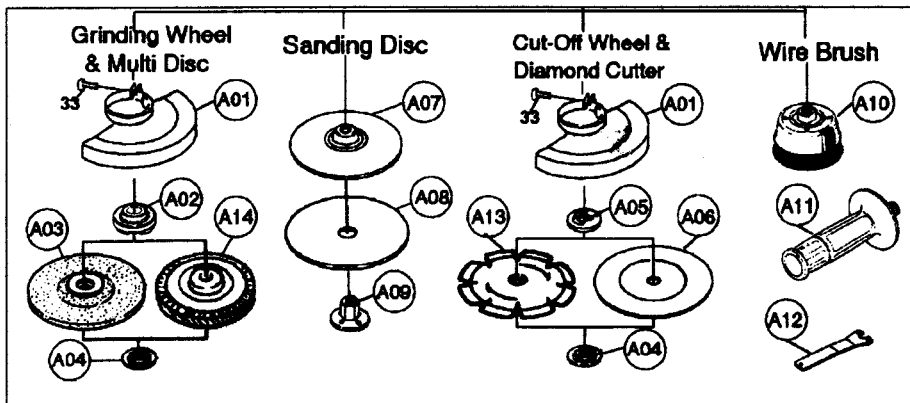 Grinding Wheel
& Multi Disc
Sanding Disc
Cut-Off Wheel &
Diamond Cutter
Wire Brush
33
A01
A07
33
A01
A10
A02
A03
A14
A08
A13
A05
A06
A11
A09
A04
A04
A12